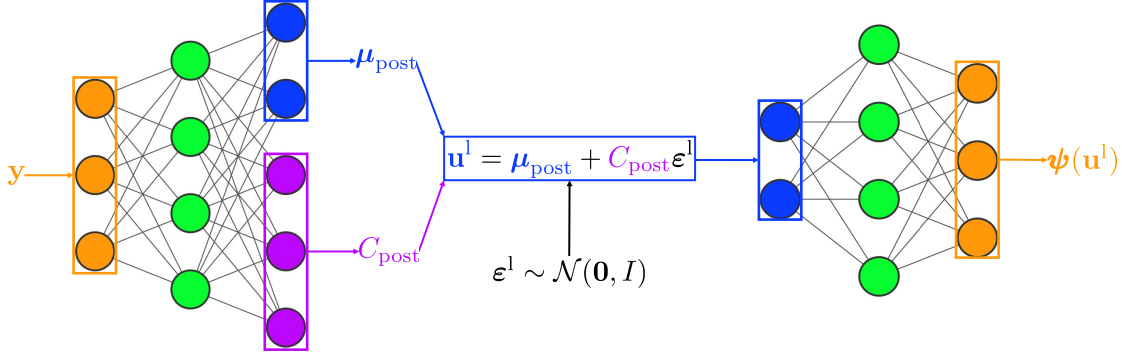 μ_post
y
u^l = μ_post + C_post ε^l
ψ(u^l)
C_post
ε^l ∼ 𝒩(0, I)